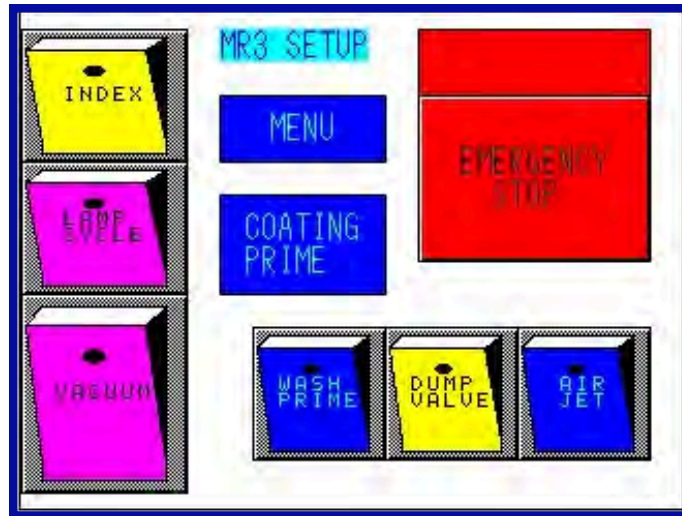 MR3 SETUP
INDEX
MENU
EMERGENCY
STOP
LAMP
CYCLE
COATING
PRIME
VACUUM
WASH
PRIME
DUMP
VALVE
AIR
JET